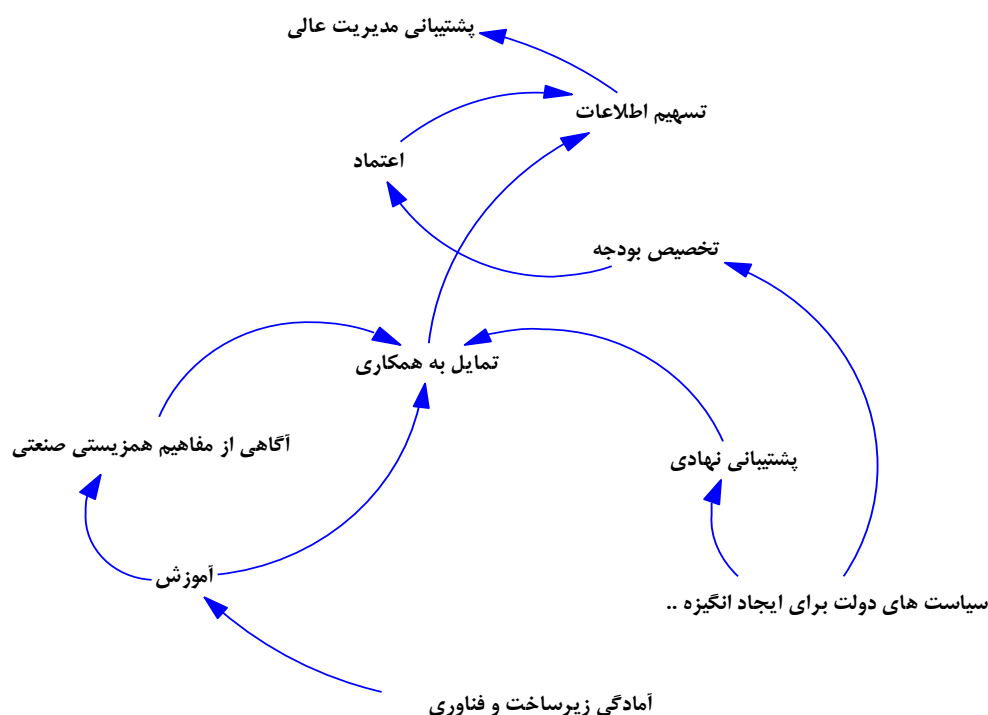 پشتیبانی مدیریت عالی
تسهیم اطلاعات
اعتماد
تخصیص بودجه
تمایل به همکاری
آگاهی از مفاهیم همزیستی صنعتی
پشتیبانی نهادی
آموزش
سیاست های دولت برای ایجاد انگیزه ..
آمادگی زیرساخت و فناوری